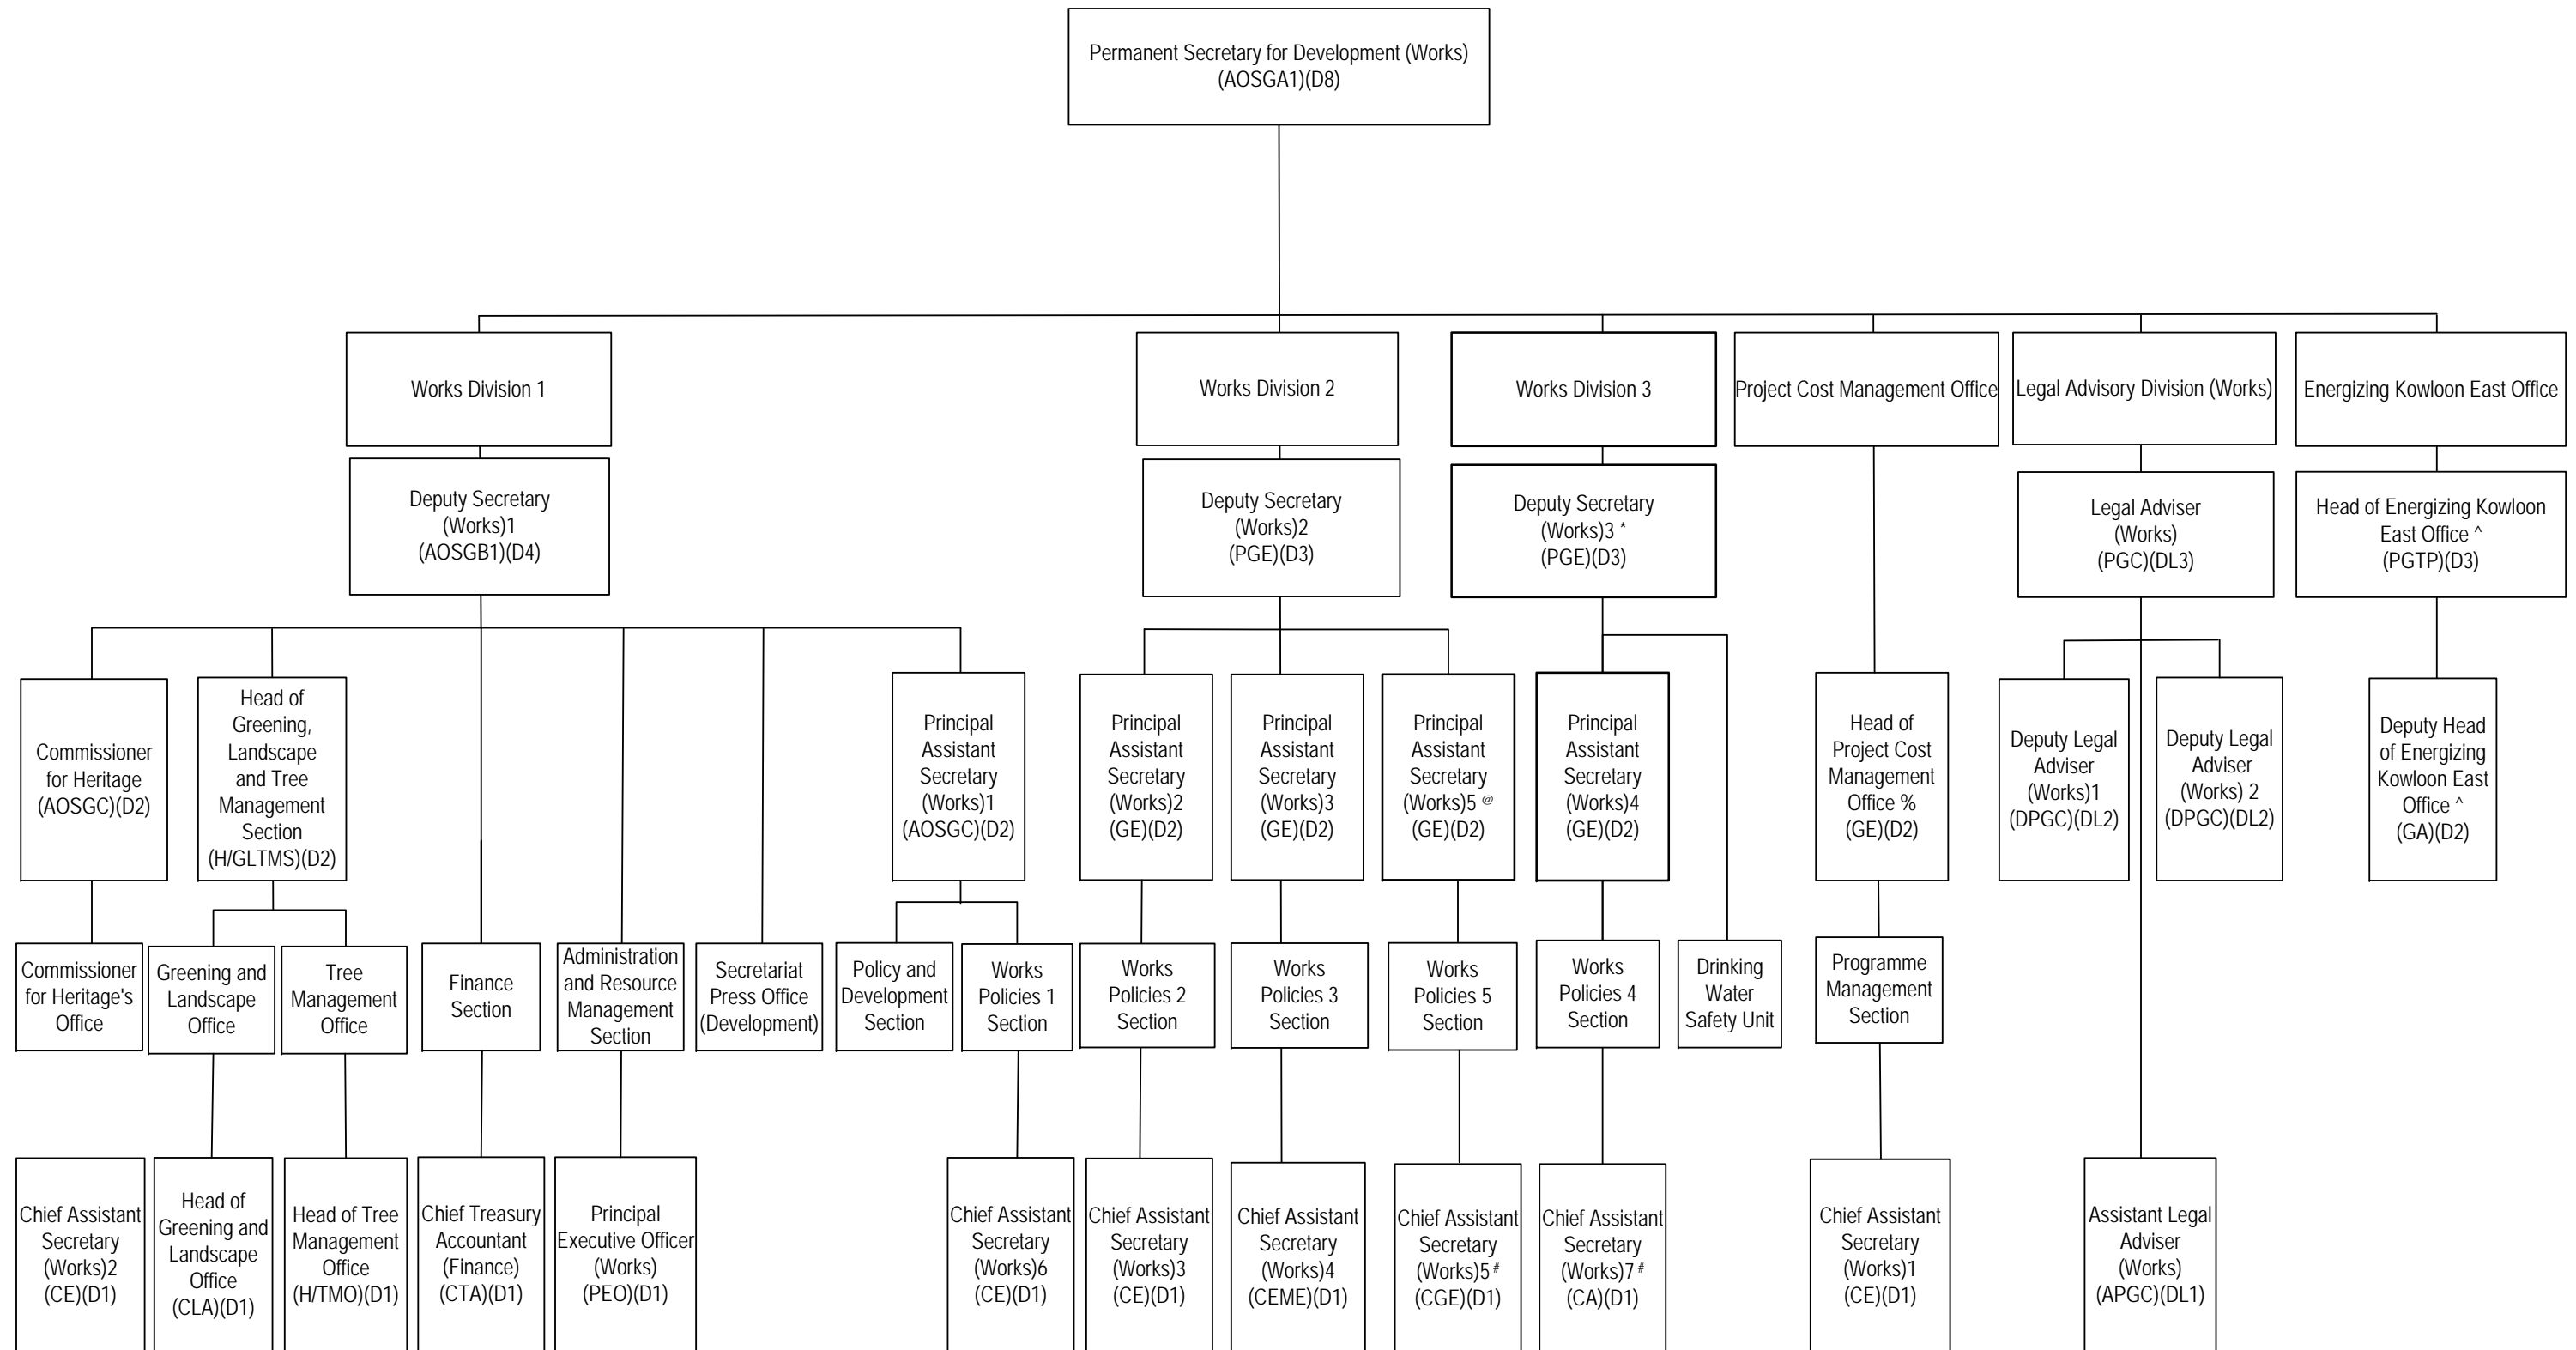 Permanent Secretary for Development (Works)
(AOSGA1)(D8)
Works Division 1
Works Division 2
Works Division 3
Project Cost Management Office
Legal Advisory Division (Works)
Energizing Kowloon East Office
Deputy Secretary
(Works)1
(AOSGB1)(D4)
Deputy Secretary
(Works)2
(PGE)(D3)
Deputy Secretary
(Works)3 *
(PGE)(D3)
Legal Adviser
(Works)
(PGC)(DL3)
Head of Energizing Kowloon
East Office ^
(PGTP)(D3)
Commissioner
for Heritage
(AOSGC)(D2)
Head of
Greening,
Landscape
and Tree
Management
Section
(H/GLTMS)(D2)
Principal
Assistant
Secretary
(Works)1
(AOSGC)(D2)
Principal
Assistant
Secretary
(Works)2
(GE)(D2)
Principal
Assistant
Secretary
(Works)3
(GE)(D2)
Principal
Assistant
Secretary
(Works)5 @
(GE)(D2)
Principal
Assistant
Secretary
(Works)4
(GE)(D2)
Head of
Project Cost
Management
Office %
(GE)(D2)
Deputy Legal
Adviser
(Works)1
(DPGC)(DL2)
Deputy Legal
Adviser
(Works) 2
(DPGC)(DL2)
Deputy Head
of Energizing
Kowloon East
Office ^
(GA)(D2)
Commissioner
for Heritage's
Office
Greening and
Landscape
Office
Tree
Management
Office
Finance
Section
Administration
and Resource
Management
Section
Secretariat
Press Office
(Development)
Policy and
Development
Section
Works
Policies 1
Section
Works
Policies 2
Section
Works
Policies 3
Section
Works
Policies 5
Section
Works
Policies 4
Section
Drinking
Water
Safety Unit
Programme
Management
Section
Chief Assistant
Secretary
(Works)2
(CE)(D1)
Head of
Greening and
Landscape
Office
(CLA)(D1)
Head of Tree
Management
Office
(H/TMO)(D1)
Chief Treasury
Accountant
(Finance)
(CTA)(D1)
Principal
Executive Officer
(Works)
(PEO)(D1)
Chief Assistant
Secretary
(Works)6
(CE)(D1)
Chief Assistant
Secretary
(Works)3
(CE)(D1)
Chief Assistant
Secretary
(Works)4
(CEME)(D1)
Chief Assistant
Secretary
(Works)5 #
(CGE)(D1)
Chief Assistant
Secretary
(Works)7 #
(CA)(D1)
Chief Assistant
Secretary
(Works)1
(CE)(D1)
Assistant Legal
Adviser
(Works)
(APGC)(DL1)